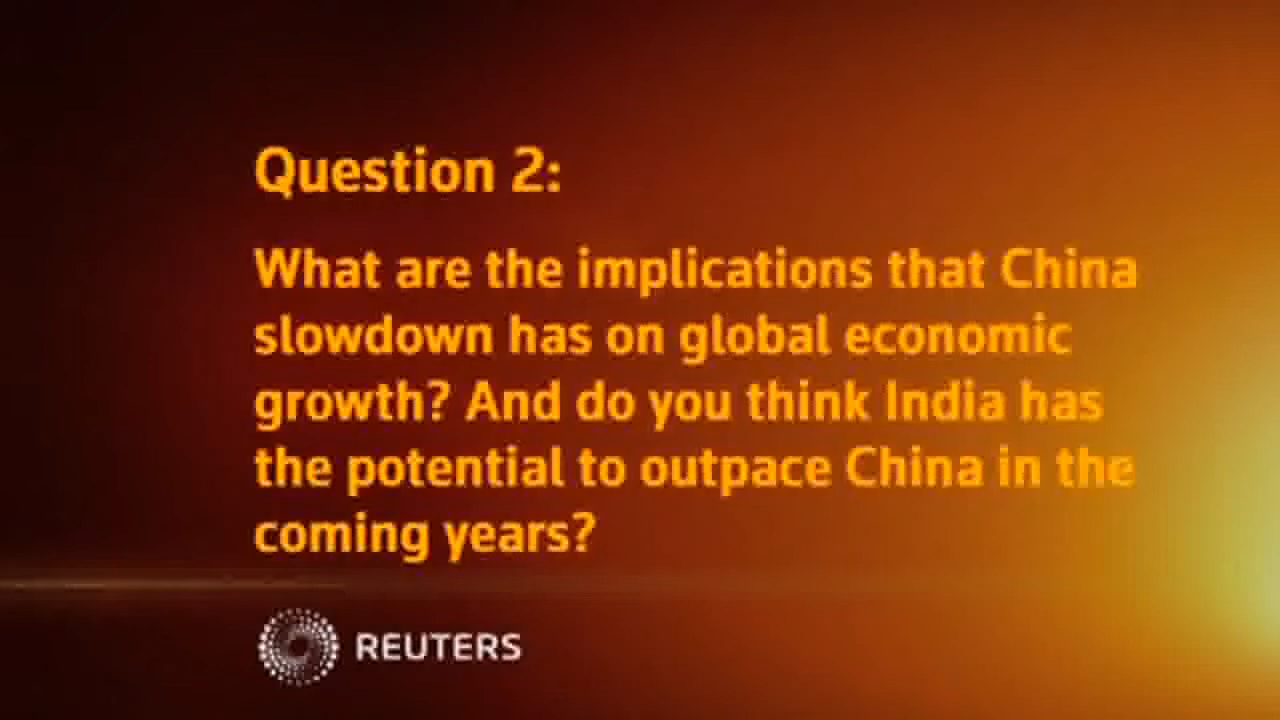 Question 2:
What are the implications that China
slowdown has on global economic
growth? And do you think India has
the potential to outpace China in the
coming years?
REUTERS